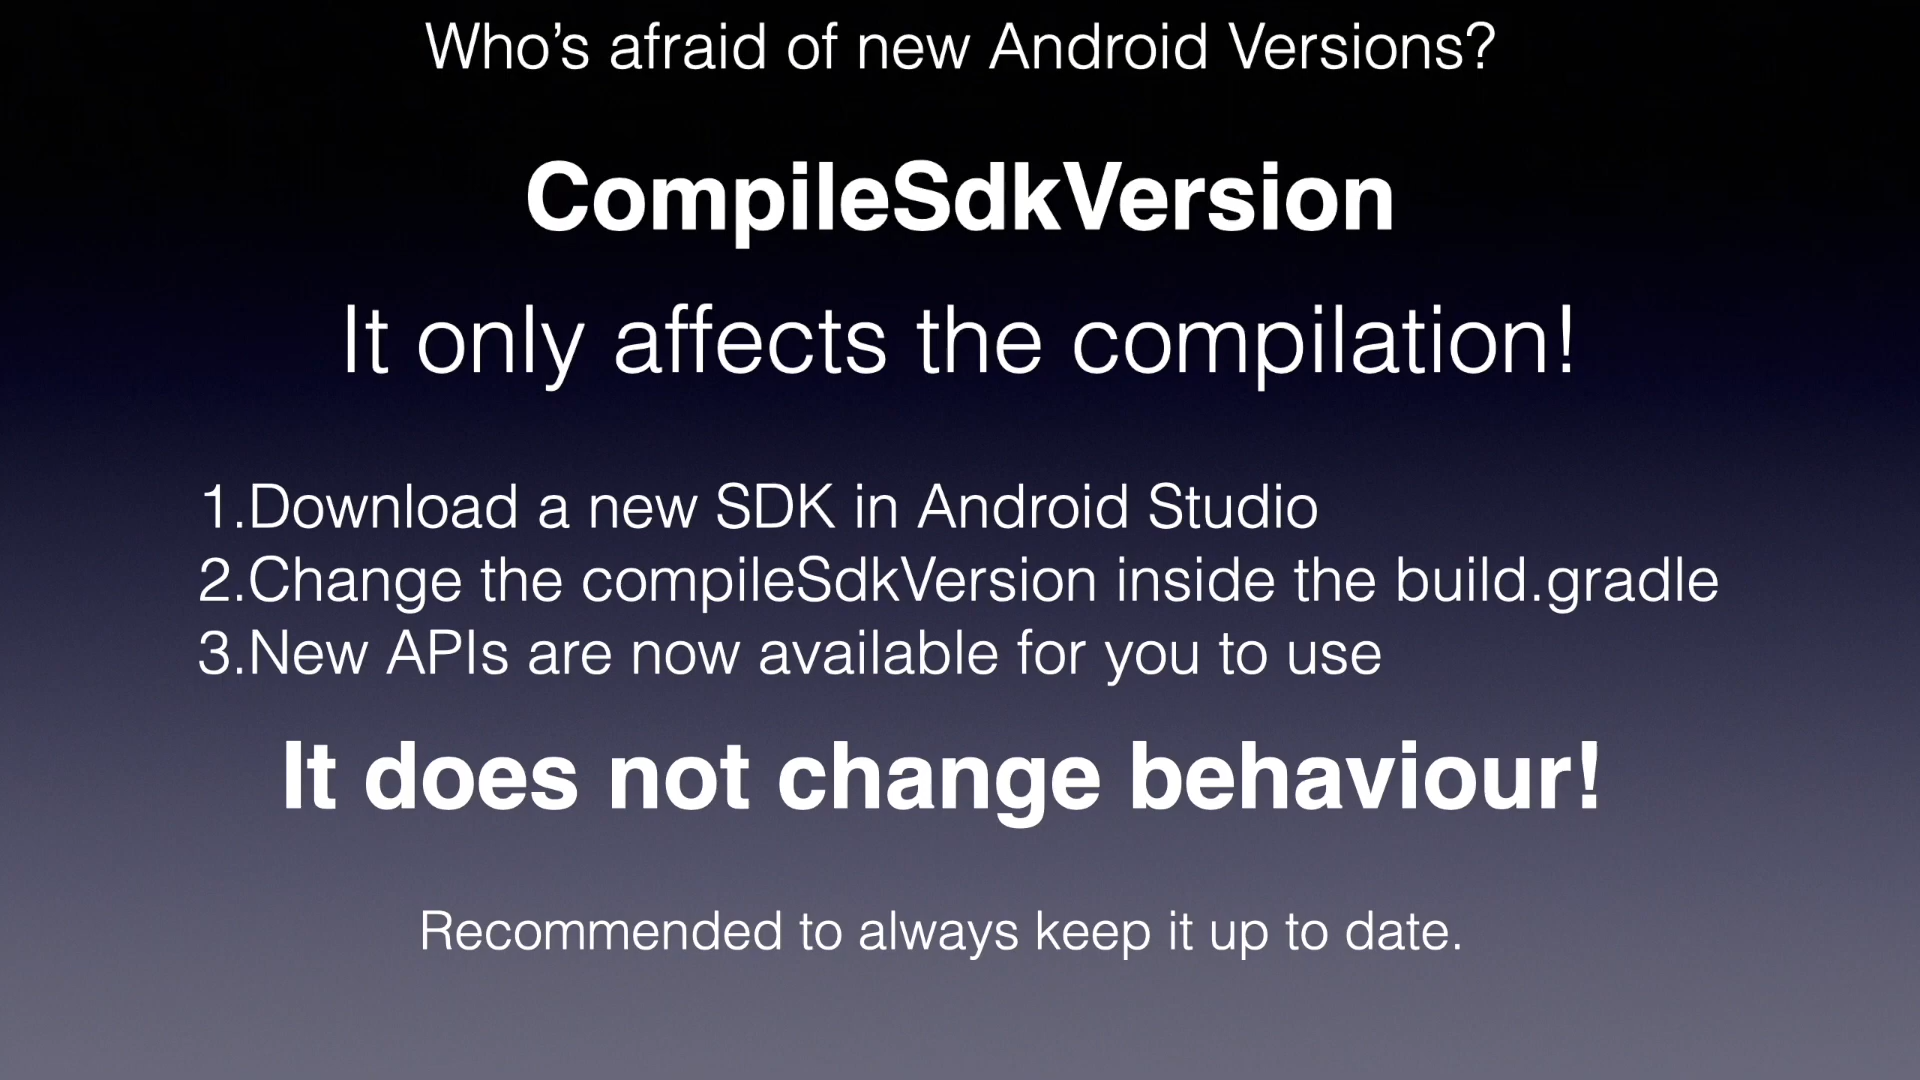 Who’s afraid of new Android Versions?
CompileSdkVersion
It only affects the compilation!
1.Download a new SDK in Android Studio
2.Change the compileSdkVersion inside the build.gradle
3.New APIs are now available for you to use
It does not change behaviour!
Recommended to always keep it up to date.